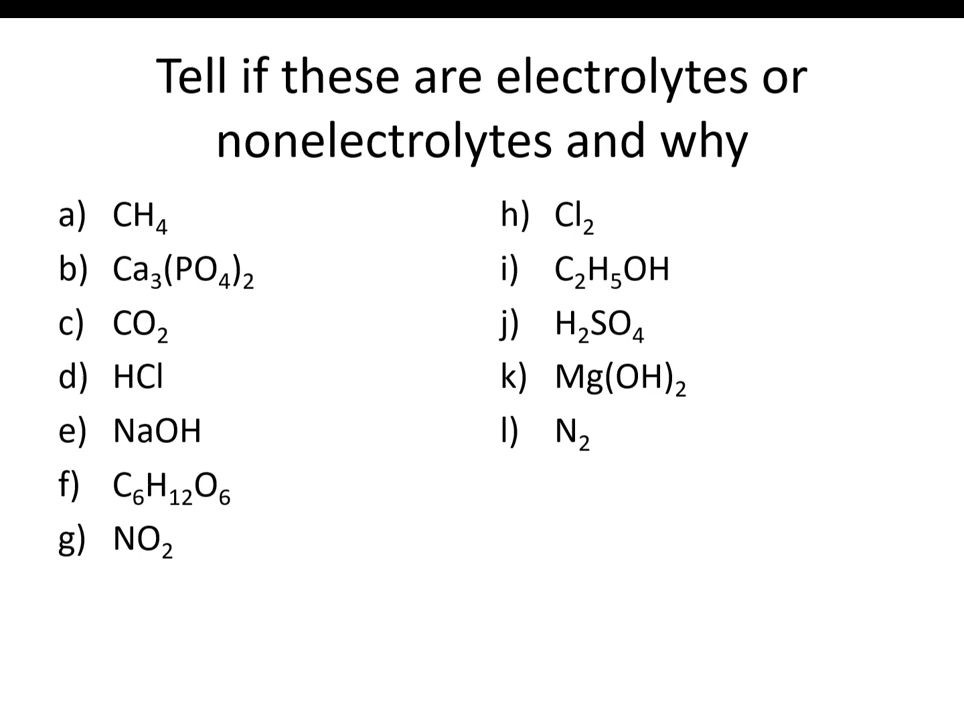 Tell if these are electrolytes or
nonelectrolytes and why
a) CH₄
b) Ca₃(PO₄)₂
c) CO₂
d) HCl
e) NaOH
f) C₆H₁₂O₆
g) NO₂
h) Cl₂
i) C₂H₅OH
j) H₂SO₄
k) Mg(OH)₂
l) N₂